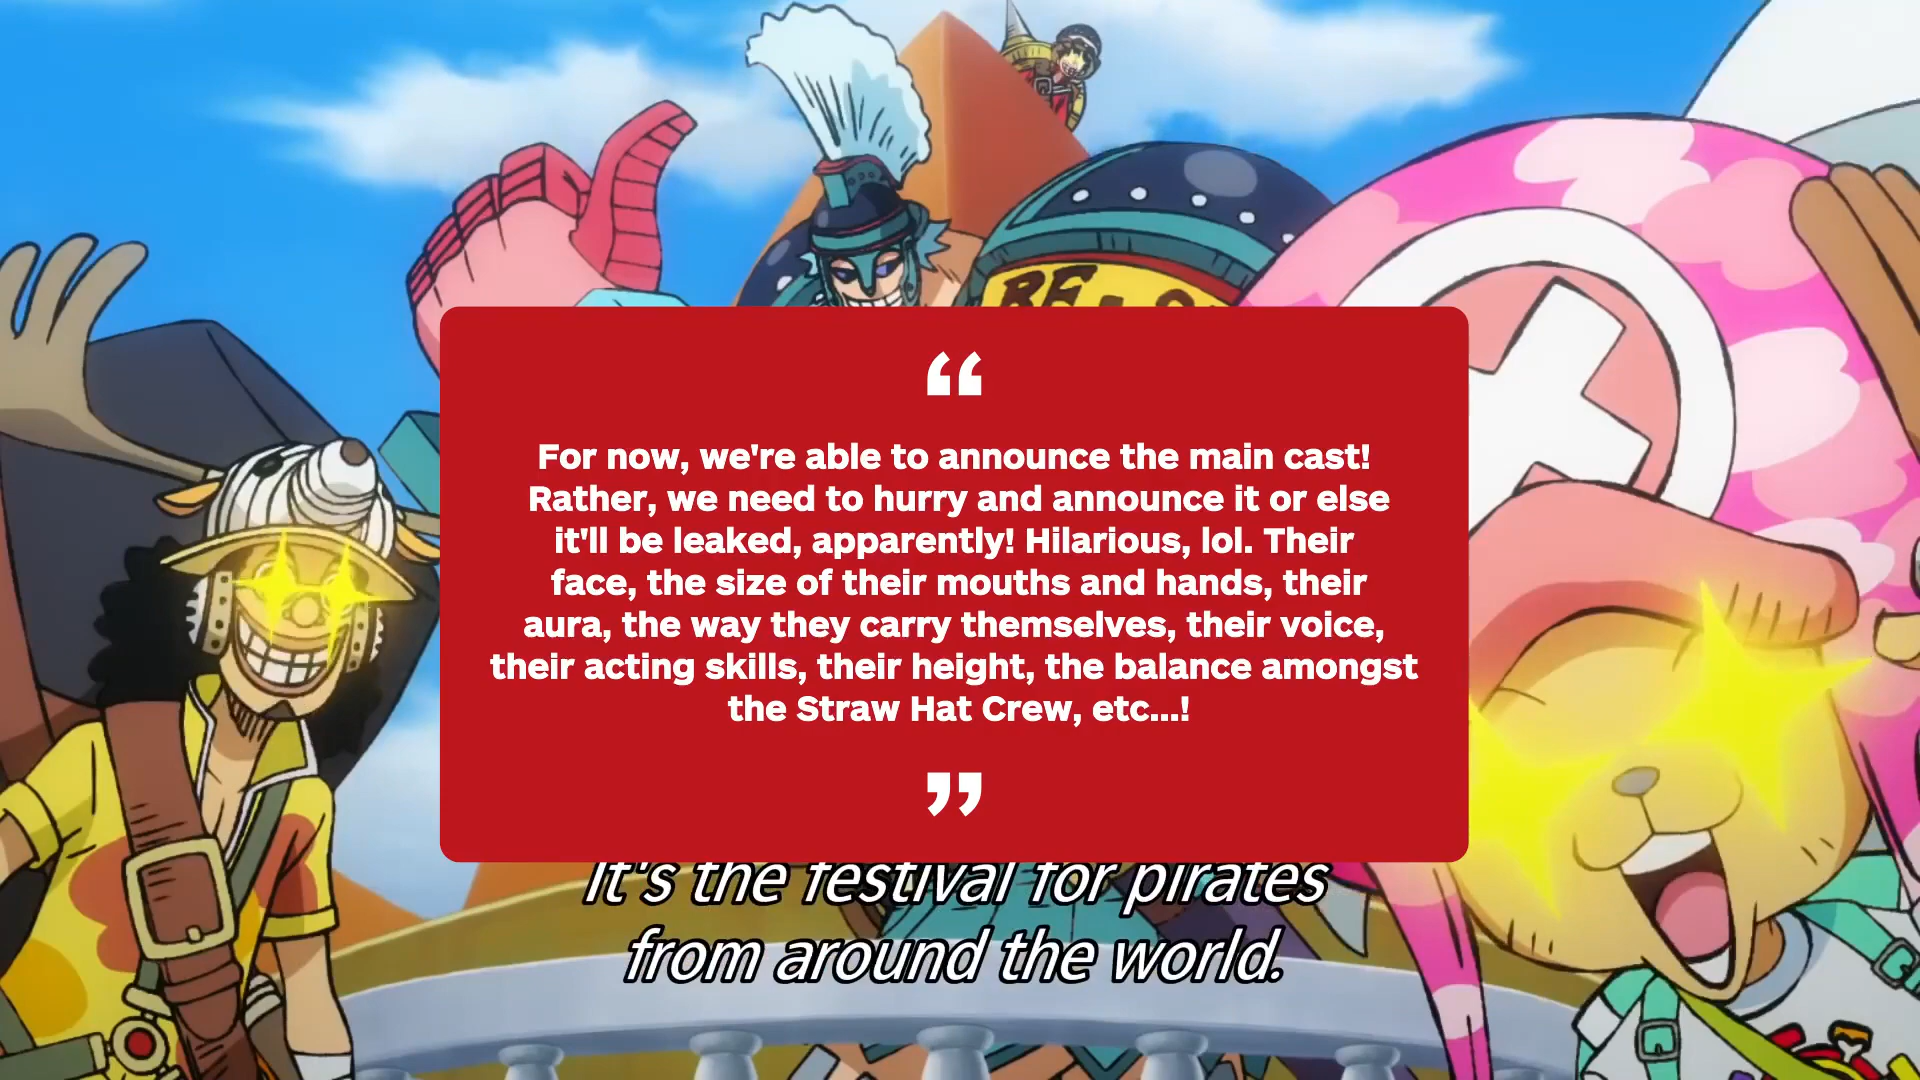 “
For now, we're able to announce the main cast!
Rather, we need to hurry and announce it or else
it'll be leaked, apparently! Hilarious, lol. Their
face, the size of their mouths and hands, their
aura, the way they carry themselves, their voice,
their acting skills, their height, the balance amongst
the Straw Hat Crew, etc...!
”
It's the festival for pirates
from around the world.